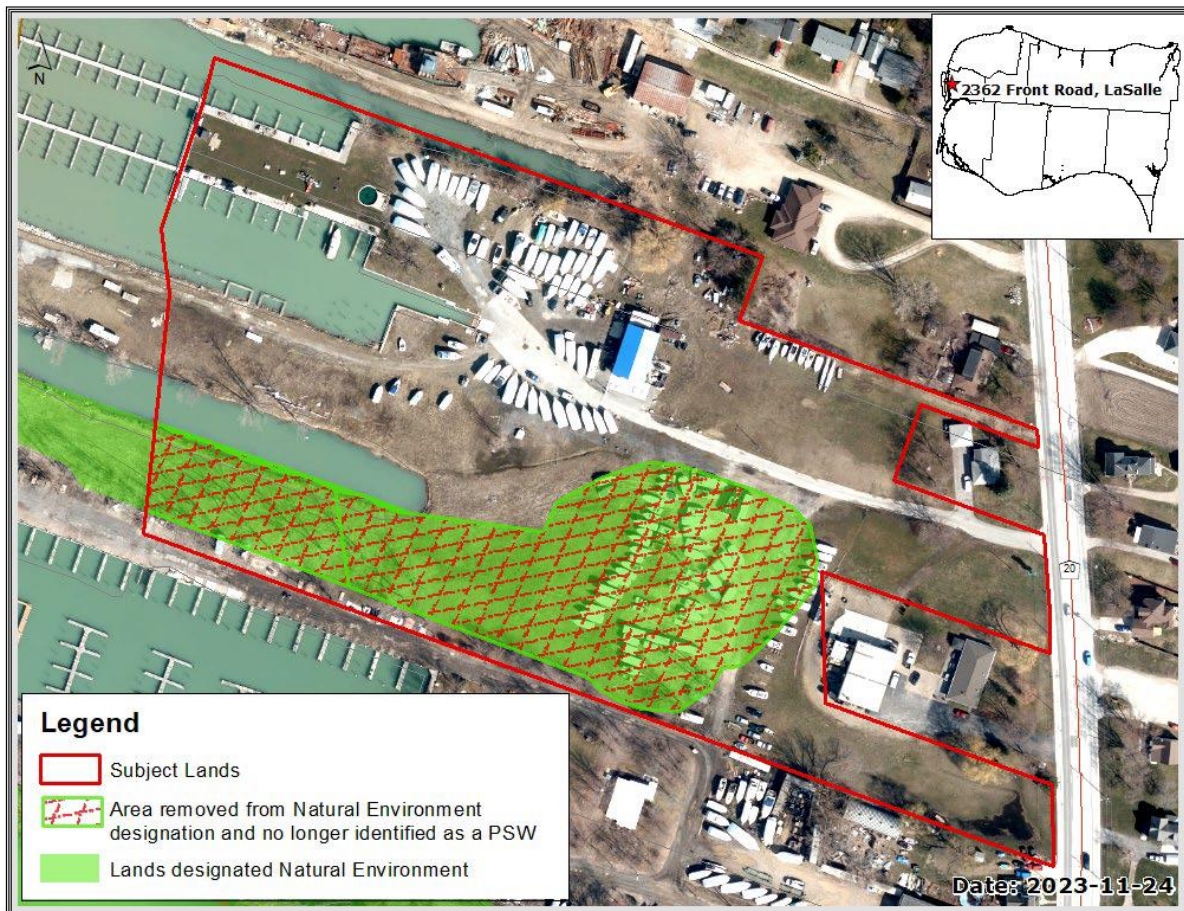 N
2362 Front Road, LaSalle
20
Legend
Subject Lands
Area removed from Natural Environment
designation and no longer identified as a PSW
Lands designated Natural Environment
Date: 2023-11-24